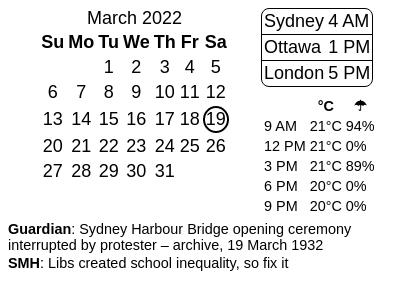 March 2022
Su Mo Tu We Th Fr Sa
1 2 3 4 5
6 7 8 9 10 11 12
13 14 15 16 17 18 19
20 21 22 23 24 25 26
27 28 29 30 31
Sydney 4 AM
Ottawa 1 PM
London 5 PM
°C ☂
9 AM 21°C 94%
12 PM 21°C 0%
3 PM 21°C 89%
6 PM 20°C 0%
9 PM 20°C 0%
Guardian: Sydney Harbour Bridge opening ceremony
interrupted by protester – archive, 19 March 1932
SMH: Libs created school inequality, so fix it